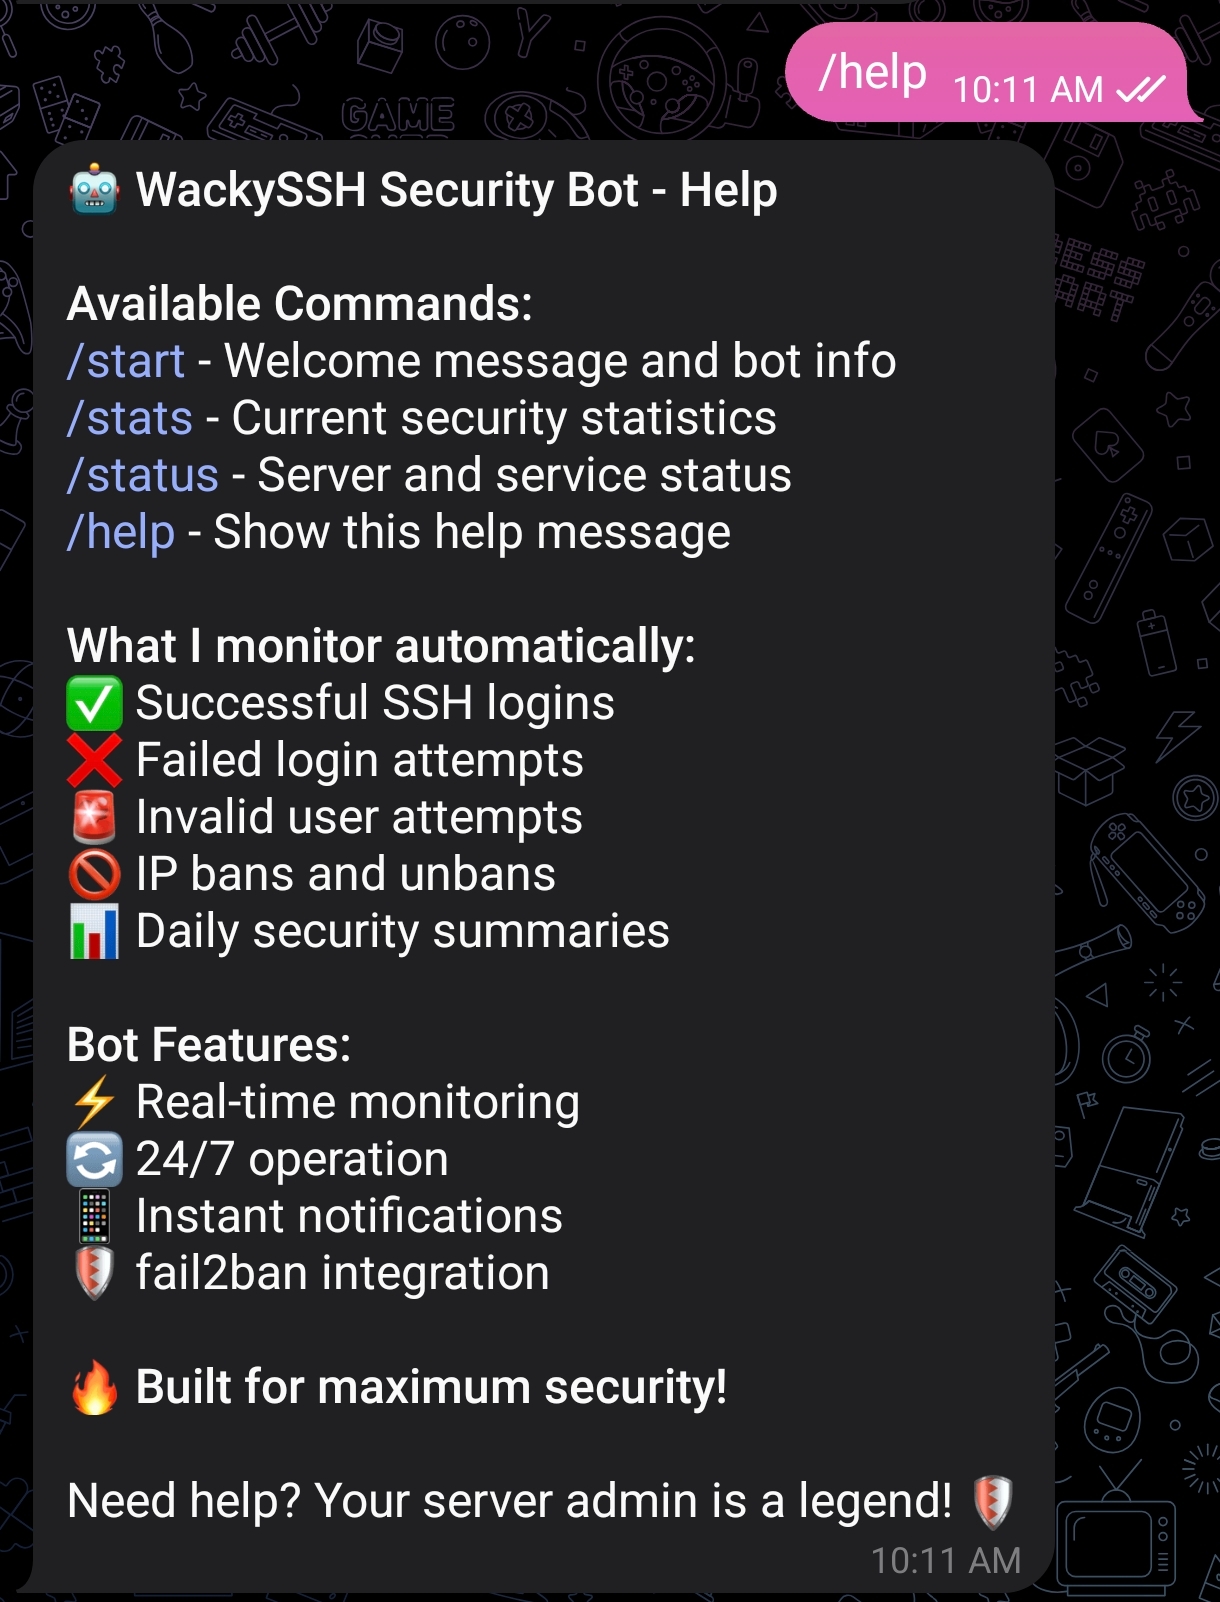 /help 10:11 AM
🤖 WackySSH Security Bot - Help
Available Commands:
/start - Welcome message and bot info
/stats - Current security statistics
/status - Server and service status
/help - Show this help message
What I monitor automatically:
✅ Successful SSH logins
❌ Failed login attempts
🚨 Invalid user attempts
🚫 IP bans and unbans
📊 Daily security summaries
Bot Features:
⚡ Real-time monitoring
🔄 24/7 operation
📱 Instant notifications
🛡️ fail2ban integration
🔥 Built for maximum security!
Need help? Your server admin is a legend! 🛡️
10:11 AM
GAME